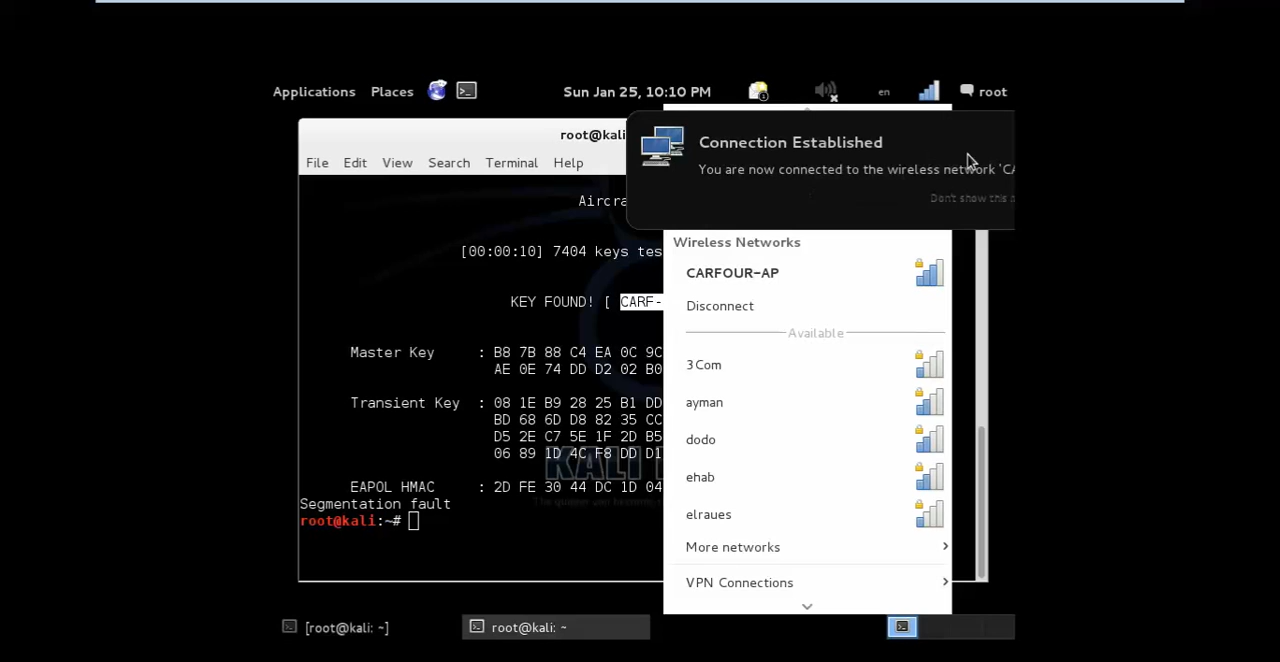 Applications Places Sun Jan 25, 10:10 PM en root
root@kali
Connection Established
You are now connected to the wireless network 'CA
Don't show this
File Edit View Search Terminal Help
Aircra
[00:00:10] 7404 keys tes
KEY FOUND! [ CARF-
Master Key : B8 7B 88 C4 EA 0C 9C
AE 0E 74 DD D2 02 B0
Transient Key : 08 1E B9 28 25 B1 DD
BD 68 6D D8 82 35 CC
D5 2E C7 5E 1F 2D B5
06 89 1D 4C F8 DD D1
EAPOL HMAC : 2D FE 30 44 DC 1D 04
Segmentation fault
root@kali:~#
KALI
Wireless Networks
CARFOUR-AP
Disconnect
Available
3Com
ayman
dodo
ehab
elraues
More networks
VPN Connections
[root@kali: ~] root@kali: ~